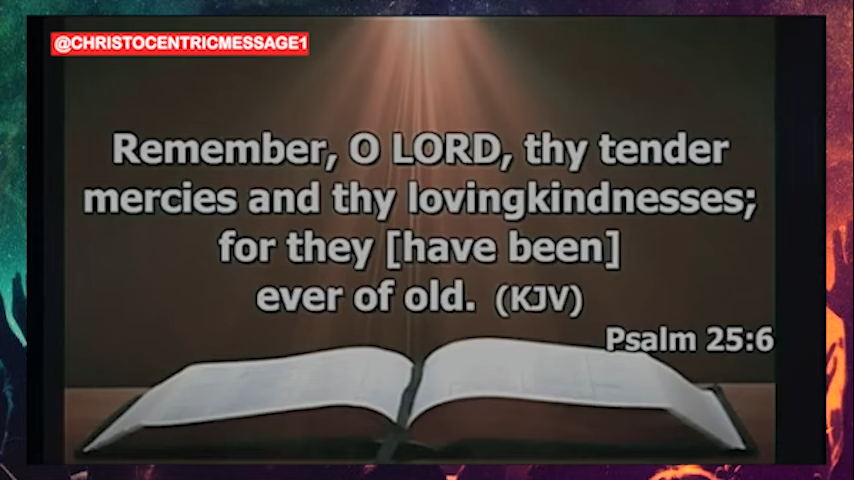 @CHRISTOCENTRICMESSAGE1
Remember, O LORD, thy tender
mercies and thy lovingkindnesses;
for they [have been]
ever of old. (KJV)
Psalm 25:6